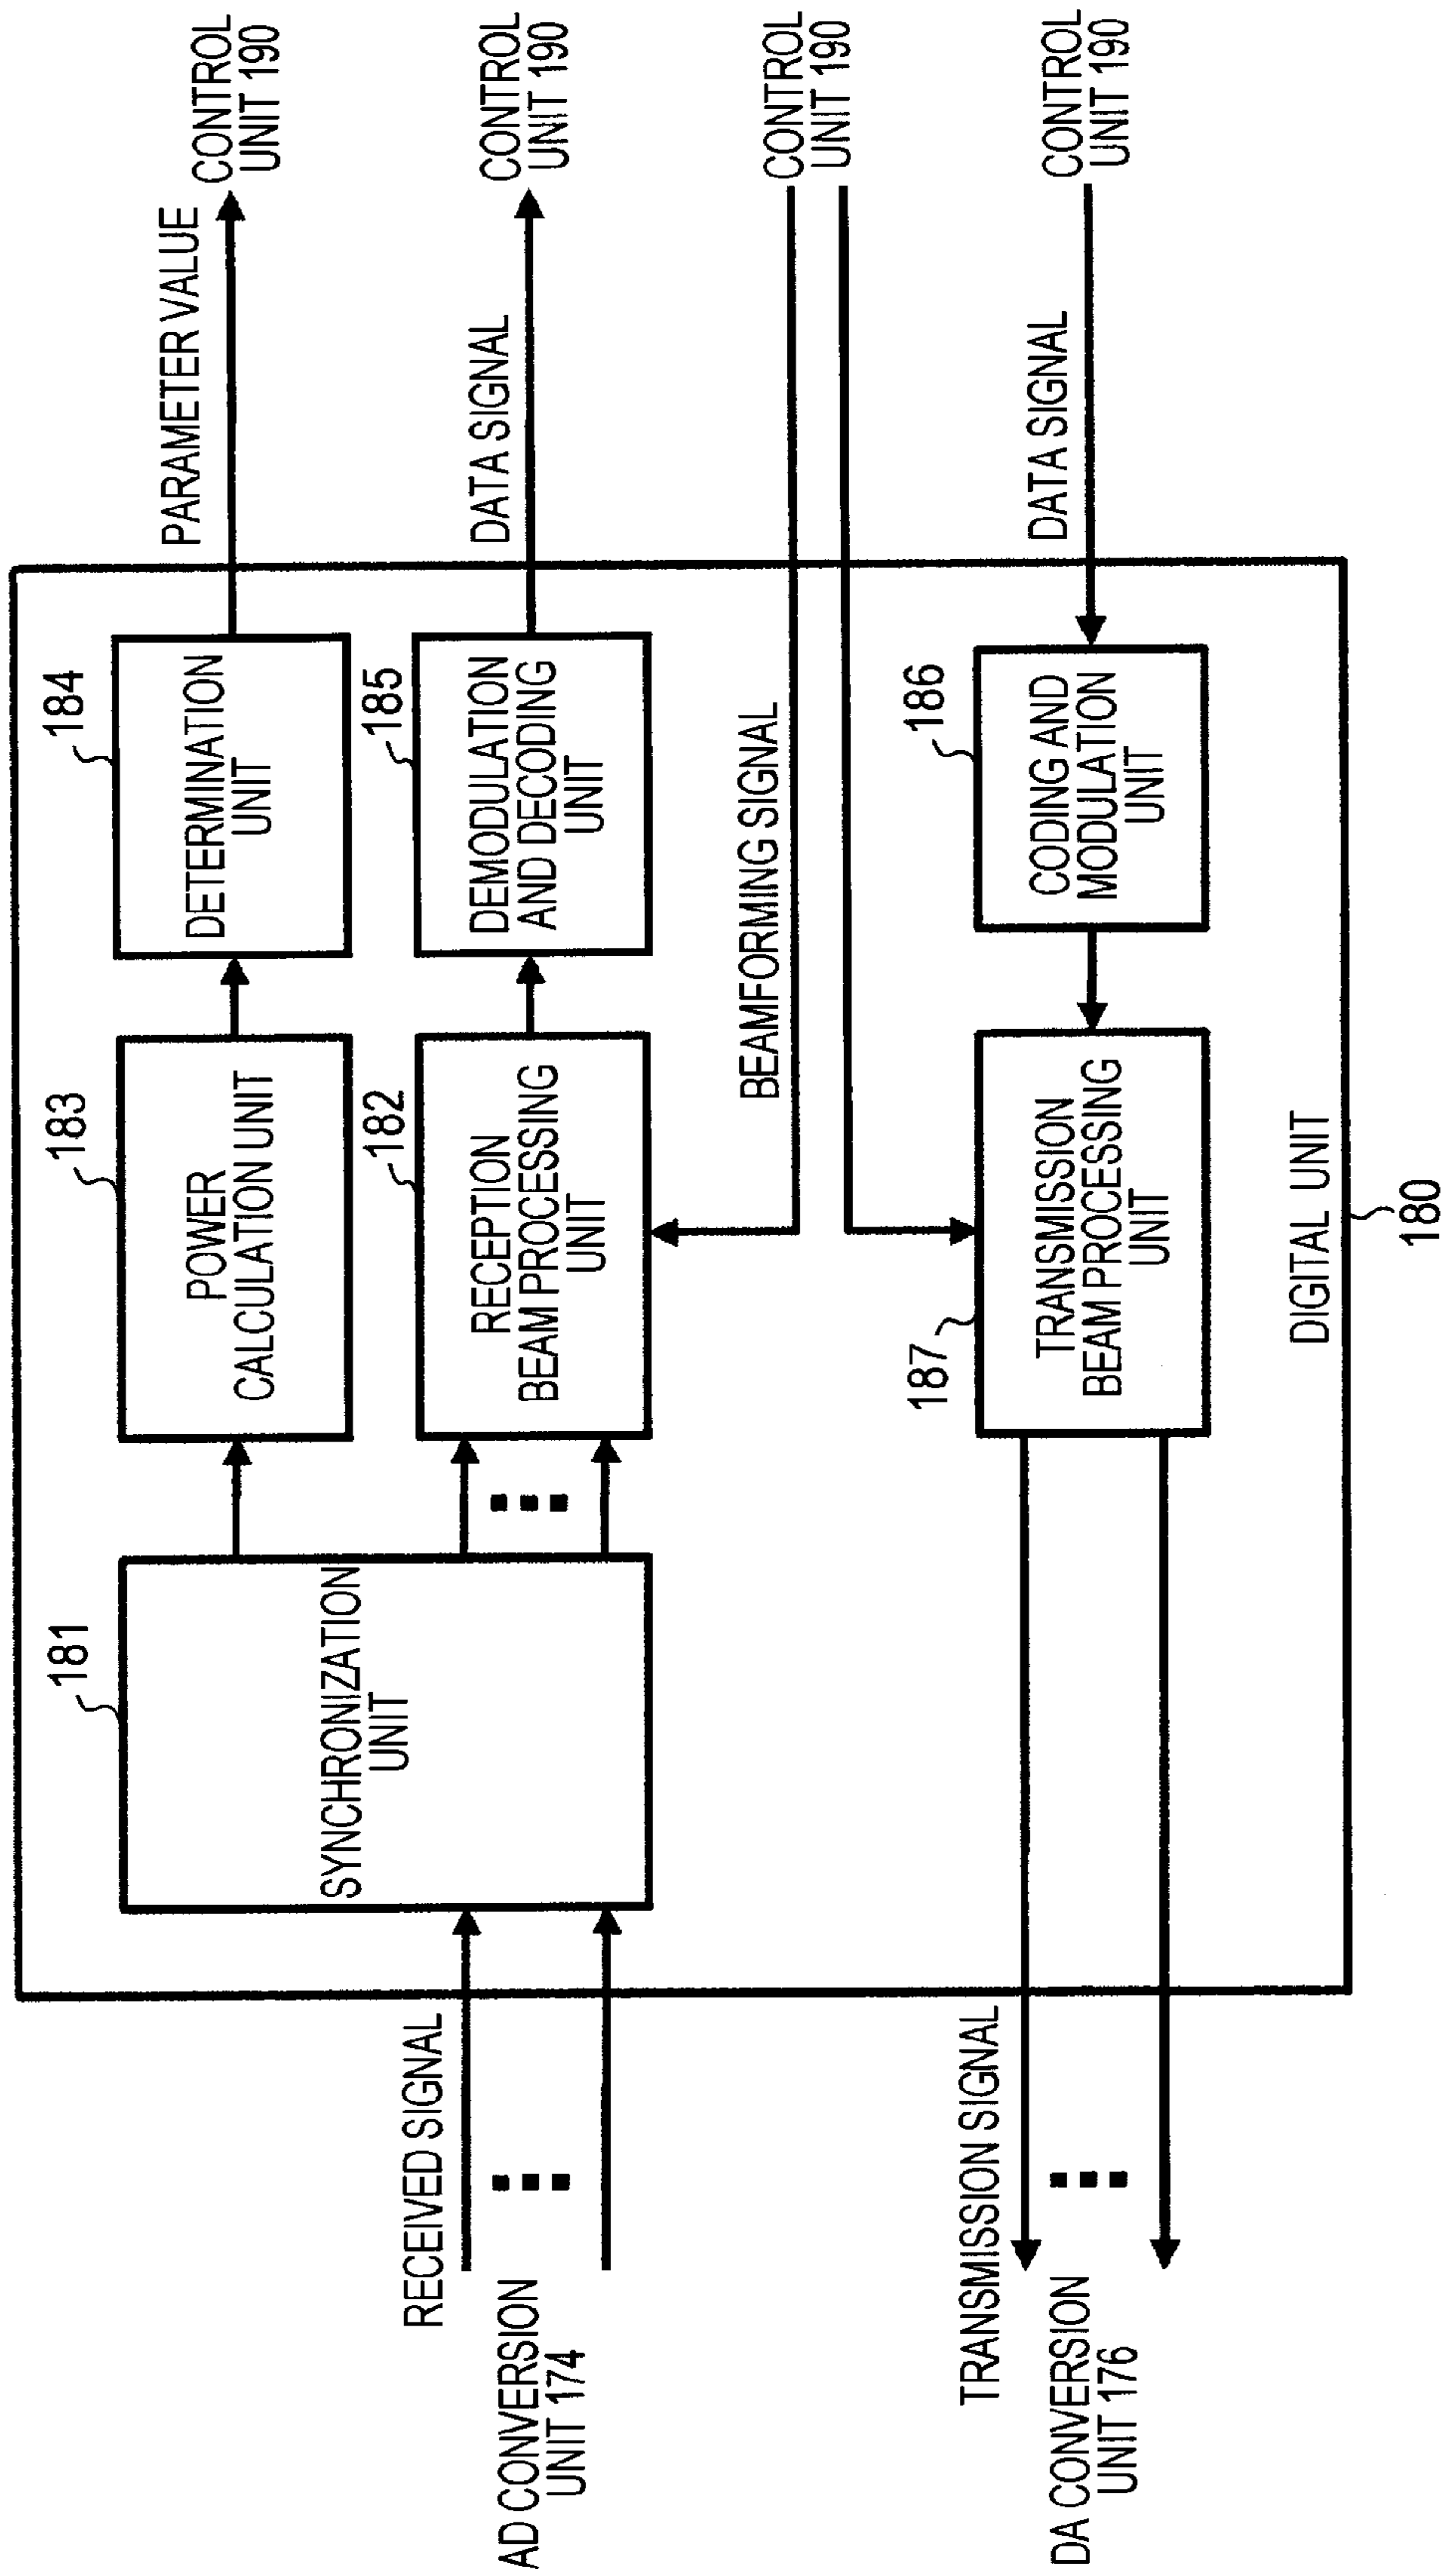 PARAMETER VALUE
CONTROL
UNIT 190
184
DETERMINATION
UNIT
183
POWER
CALCULATION UNIT
181
SYNCHRONIZATION
UNIT
RECEIVED SIGNAL
AD CONVERSION
UNIT 174
182
RECEPTION
BEAM PROCESSING
UNIT
185
DEMODULATION
AND DECODING
UNIT
DATA SIGNAL
CONTROL
UNIT 190
BEAMFORMING SIGNAL
CONTROL
UNIT 190
TRANSMISSION SIGNAL
DA CONVERSION
UNIT 176
187
TRANSMISSION
BEAM PROCESSING
UNIT
186
CODING AND
MODULATION
UNIT
DATA SIGNAL
CONTROL
UNIT 190
DIGITAL UNIT
180